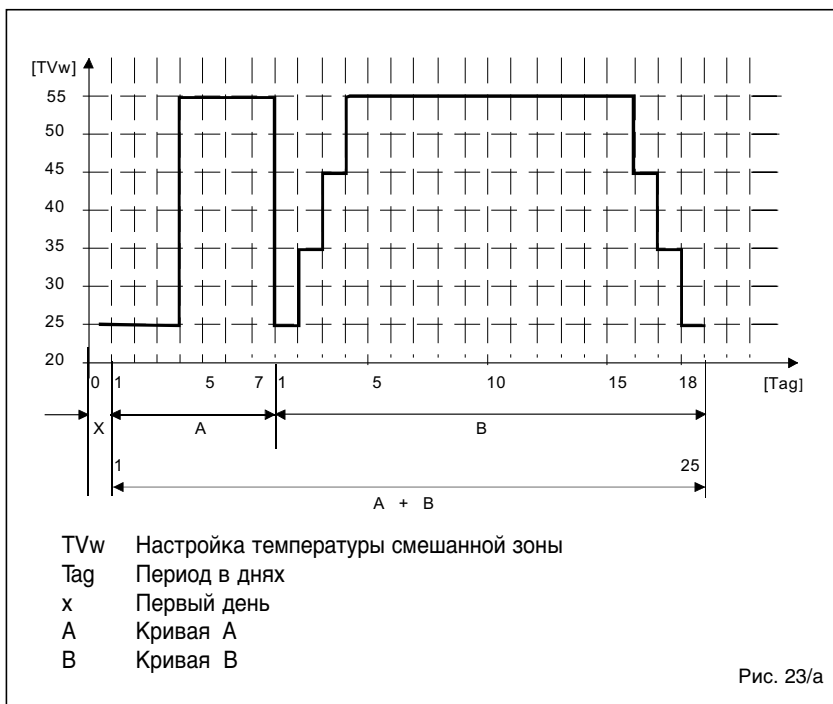 [TVw]
55
50
45
40
35
30
25
20
0 1 5 7 1 5 10 15 18 [Tag]
X A B
1 25
A + B
TVw Настройка температуры смешанной зоны
Tag Период в днях
x Первый день
A Кривая A
B Кривая B
Рис. 23/a